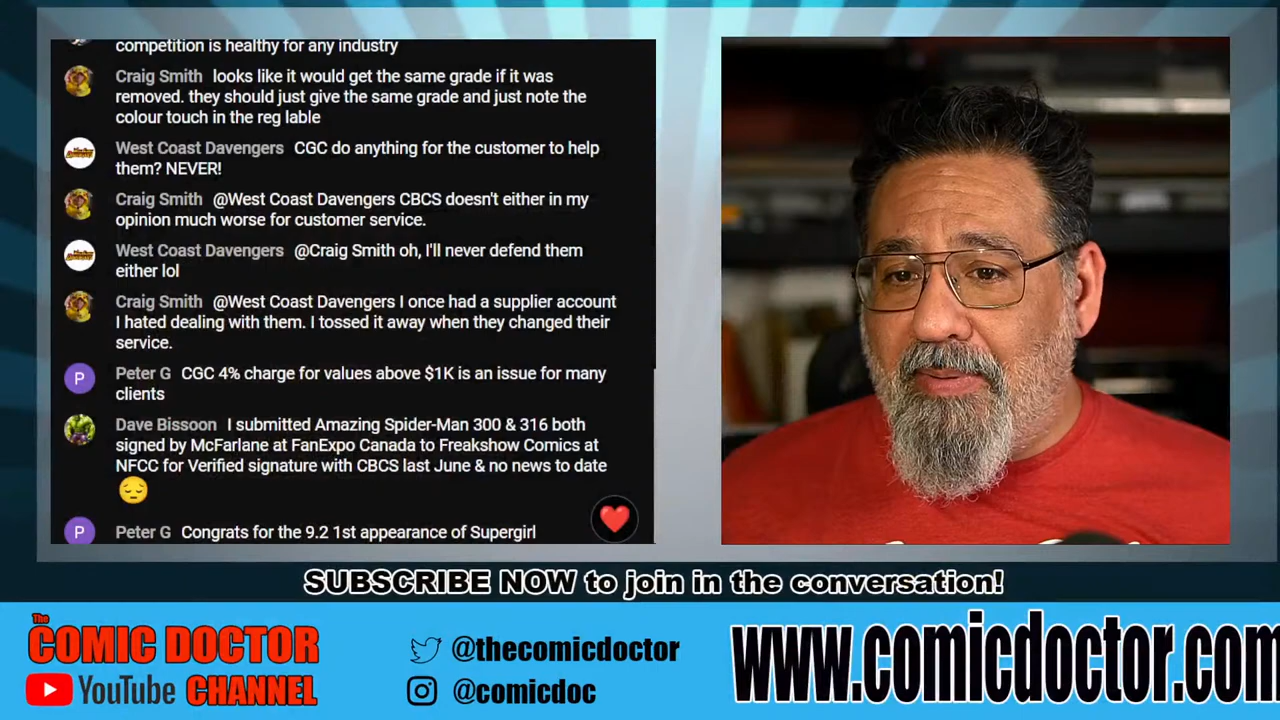 competition is healthy for any industry
Craig Smith looks like it would get the same grade if it was
removed. they should just give the same grade and just note the
colour touch in the reg lable
West Coast Davengers CGC do anything for the customer to help
them? NEVER!
Craig Smith @West Coast Davengers CBCS doesn't either in my
opinion much worse for customer service.
West Coast Davengers @Craig Smith oh, I'll never defend them
either lol
Craig Smith @West Coast Davengers I once had a supplier account
I hated dealing with them. I tossed it away when they changed their
service.
P
Peter G CGC 4% charge for values above $1K is an issue for many
clients
Dave Bissoon I submitted Amazing Spider-Man 300 & 316 both
signed by McFarlane at FanExpo Canada to Freakshow Comics at
NFCC for Verified signature with CBCS last June & no news to date
P
Peter G Congrats for the 9.2 1st appearance of Supergirl
SUBSCRIBE NOW to join in the conversation!
The
COMIC DOCTOR
YouTube CHANNEL
@thecomicdoctor
@comicdoc
www.comicdoctor.com